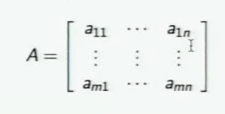 a₁₁ ⋯ a₁ₙ
A = ⋮ ⋮ ⋮
aₘ₁ ⋯ aₘₙ